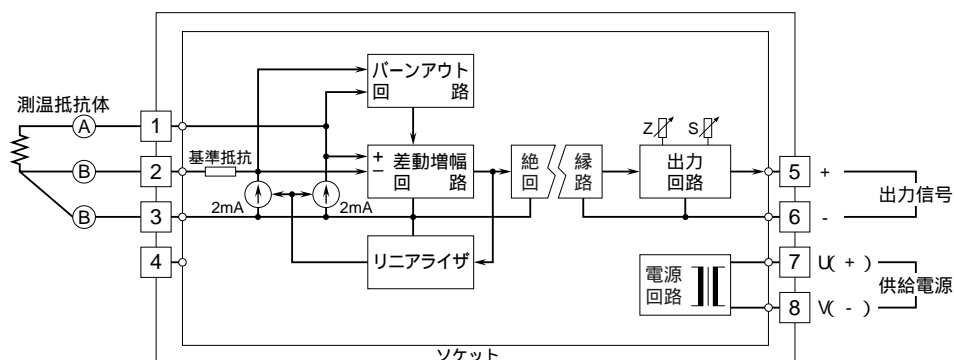 測温抵抗体
A
B
B
1
2
3
4
基準抵抗
2mA
2mA
バーンアウト
回 路
+
-
差動増幅
回 路
リニアライザ
絶 縁
回 路
Z
S
出力
回路
電源
回路
5
6
7
8
+
-
U( + )
V( - )
出力信号
供給電源
ソケット